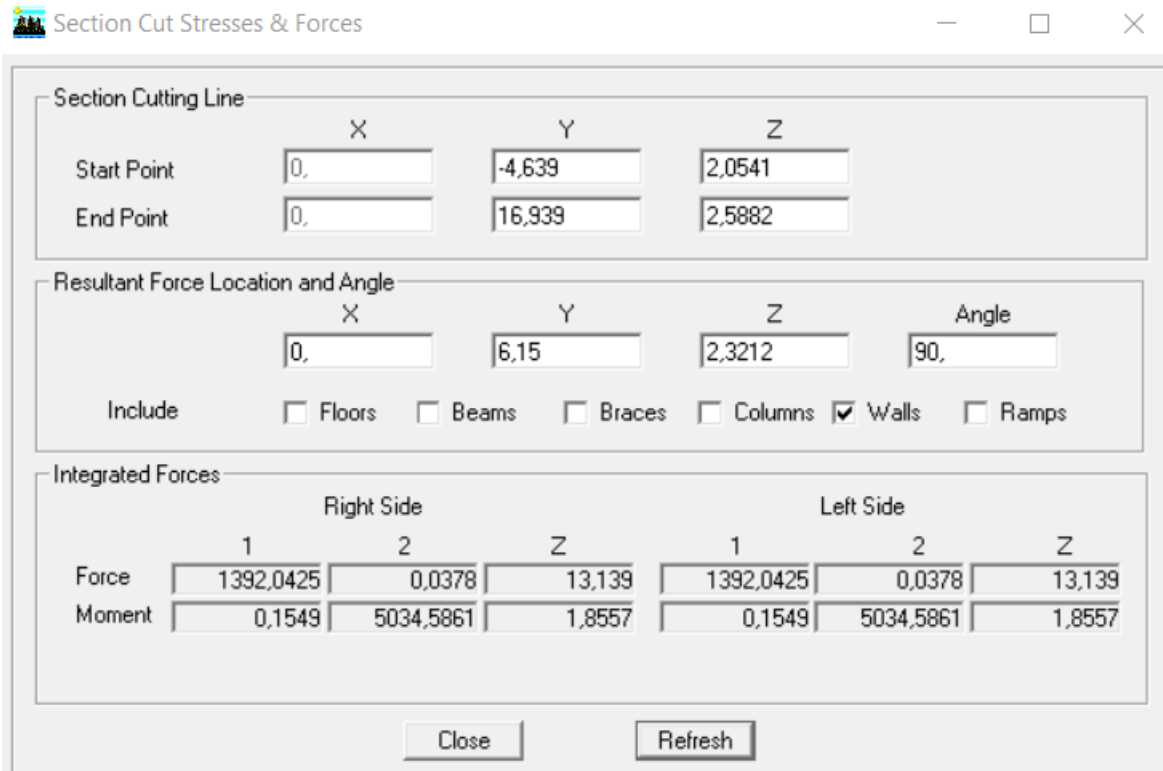 Section Cut Stresses & Forces
Section Cutting Line
X Y Z
Start Point 0, -4,639 2,0541
End Point 0, 16,939 2,5882
Resultant Force Location and Angle
X Y Z Angle
0, 6,15 2,3212 90,
Include Floors Beams Braces Columns Walls Ramps
Integrated Forces
Right Side Left Side
1 2 Z 1 2 Z
Force 1392,0425 0,0378 13,139 1392,0425 0,0378 13,139
Moment 0,1549 5034,5861 1,8557 0,1549 5034,5861 1,8557
Close Refresh